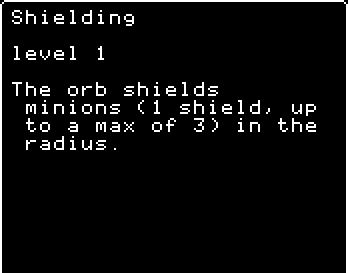 Shielding
level 1
The orb shields
minions (1 shield, up
to a max of 3) in the
radius.